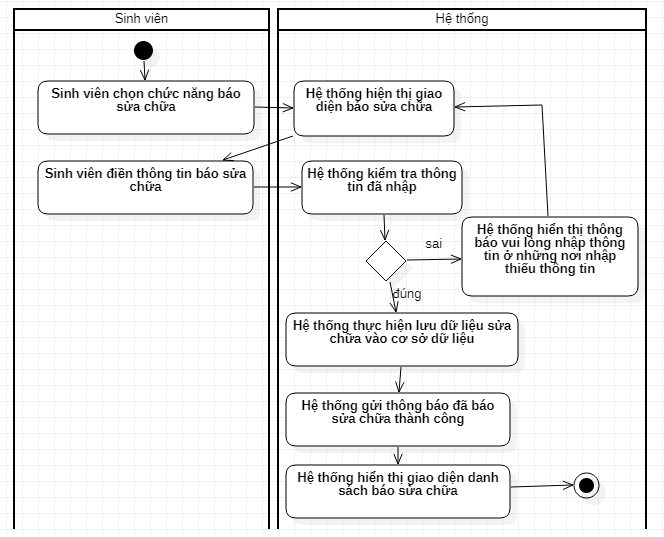 Sinh viên
Hệ thống
Sinh viên chọn chức năng báo
sửa chữa
Hệ thống hiện thị giao
diện báo sửa chữa
Sinh viên điền thông tin báo sửa
chữa
Hệ thống kiểm tra thông
tin đã nhập
sai
Hệ thống hiển thị thông
báo vui lòng nhập thông
tin ở những nơi nhập
thiếu thông tin
đúng
Hệ thống thực hiện lưu dữ liệu sửa
chữa vào cơ sở dữ liệu
Hệ thống gửi thông báo đã báo
sửa chữa thành công
Hệ thống hiển thị giao diện danh
sách báo sửa chữa